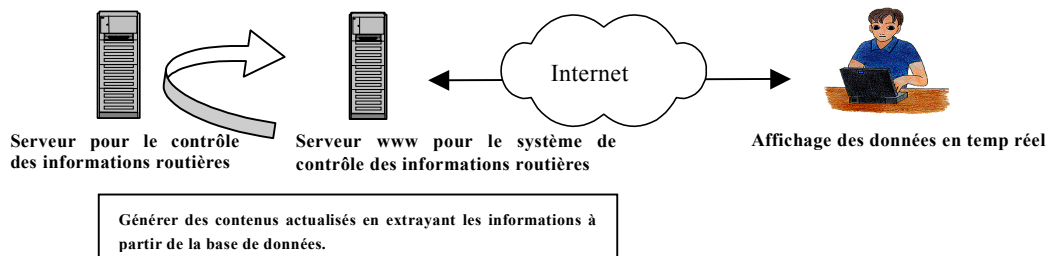 Internet
Serveur pour le contrôle
des informations routières
Serveur www pour le système de
contrôle des informations routières
Affichage des données en temp réel
Générer des contenus actualisés en extrayant les informations à
partir de la base de données.